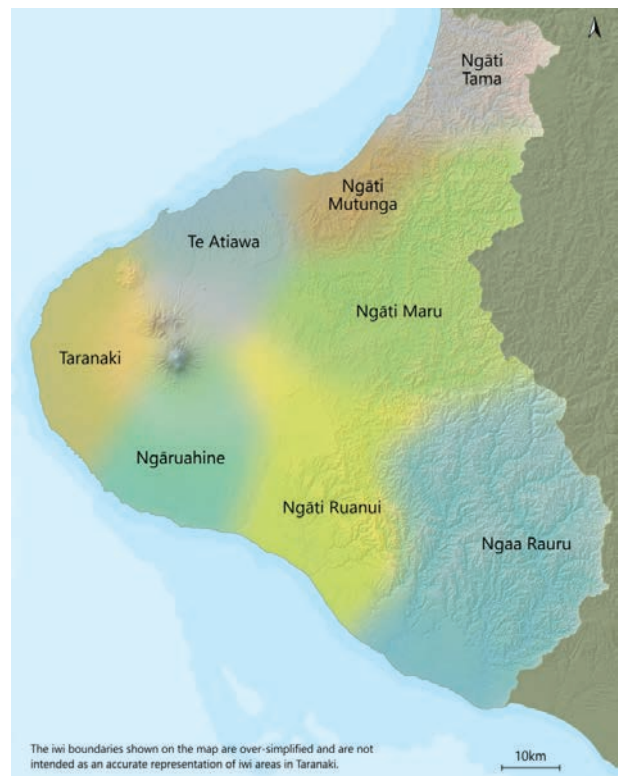 Ngāti
Tama
Ngāti
Mutunga
Te Atiawa
Ngāti Maru
Taranaki
Ngāruahine
Ngāti Ruanui
Ngaa Rauru
The iwi boundaries shown on the map are over-simplified and are not
intended as an accurate representation of iwi areas in Taranaki.
10km